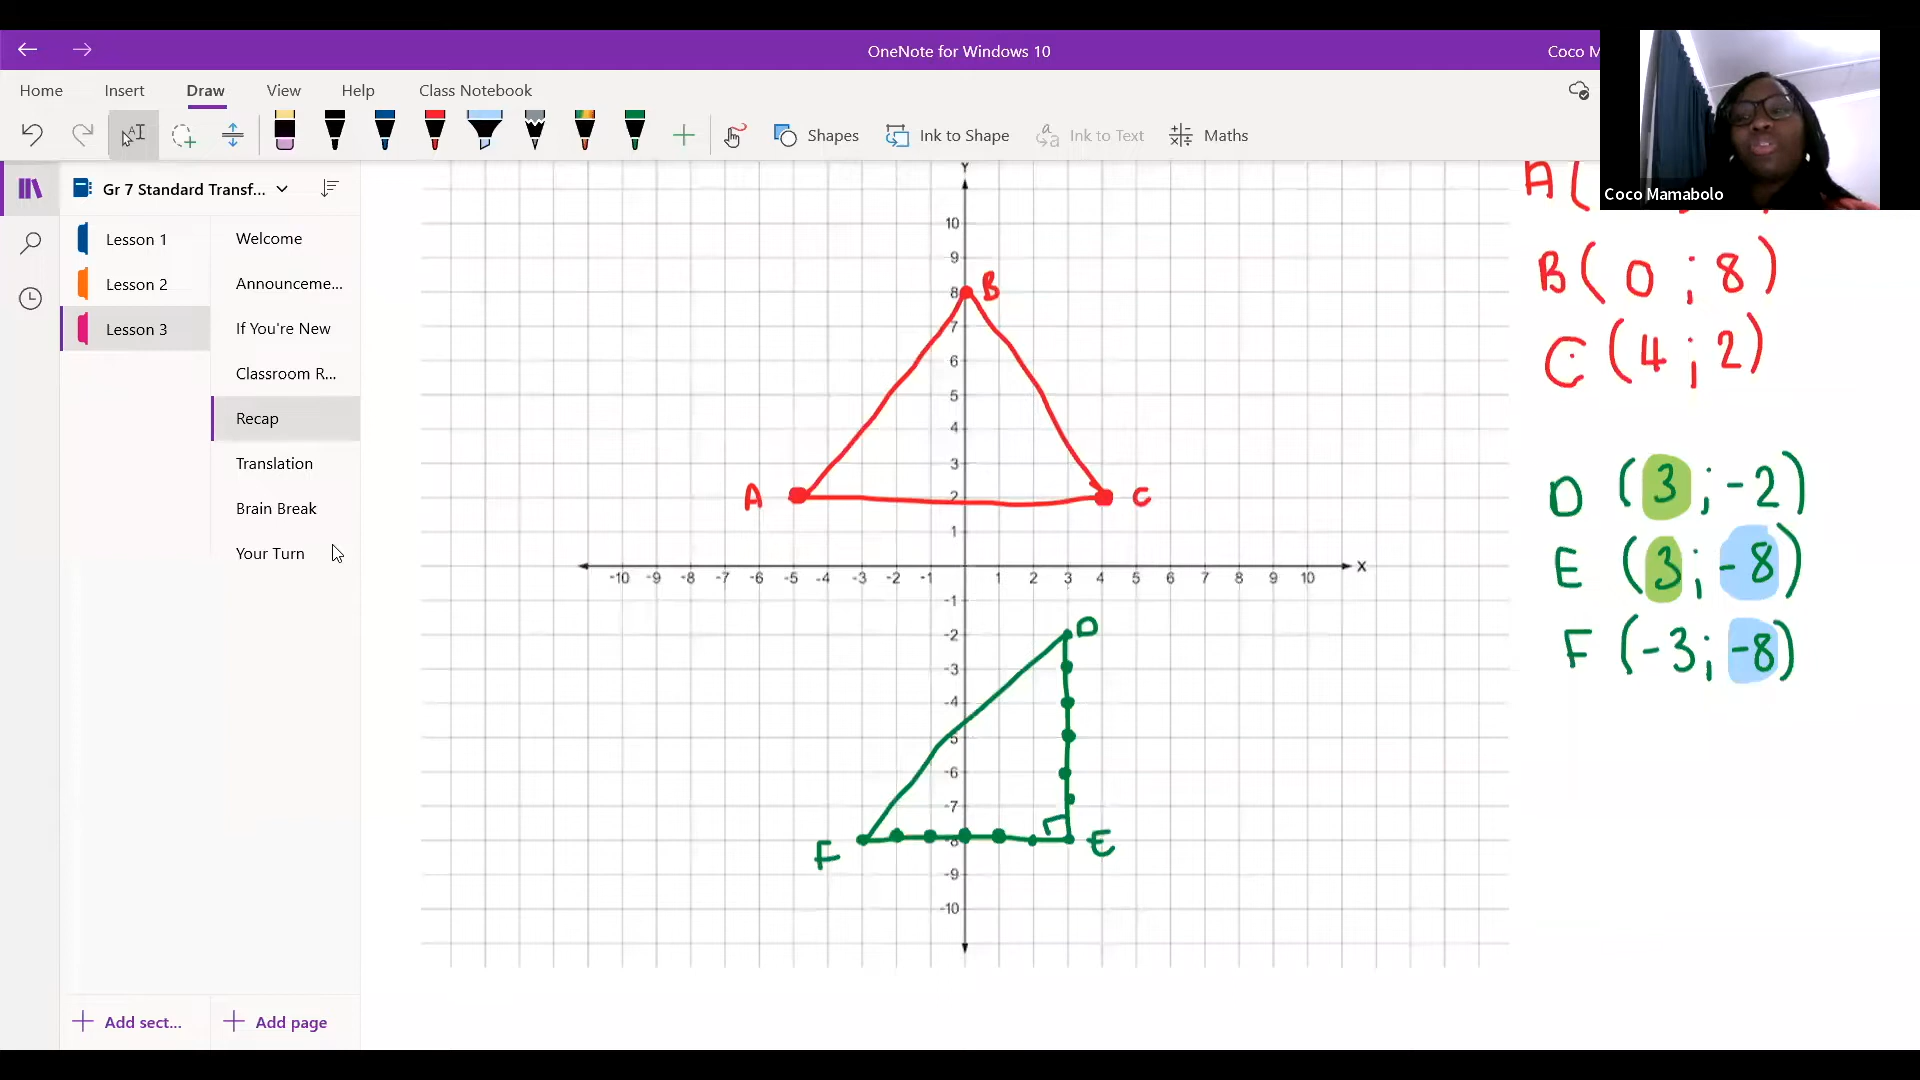 OneNote for Windows 10
Coco M
Home Insert Draw View Help Class Notebook
Shapes Ink to Shape Ink to Text Maths
Coco Mamabolo
Gr 7 Standard Transf...
Lesson 1
Lesson 2
Lesson 3
Welcome
Announceme...
If You're New
Classroom R...
Recap
Translation
Brain Break
Your Turn
Add sect...
Add page
Y
10
9
8
7
6
5
4
3
2
1
-10 -9 -8 -7 -6 -5 -4 -3 -2 -1 1 2 3 4 5 6 7 8 9 10 X
-1
-2
-3
-4
-5
-6
-7
-8
-9
-10
B
A
C
D
E
F
A (
B ( 0 ; 8 )
C ( 4 ; 2 )
D ( 3 ; -2 )
E ( 3 ; -8 )
F ( -3 ; -8 )